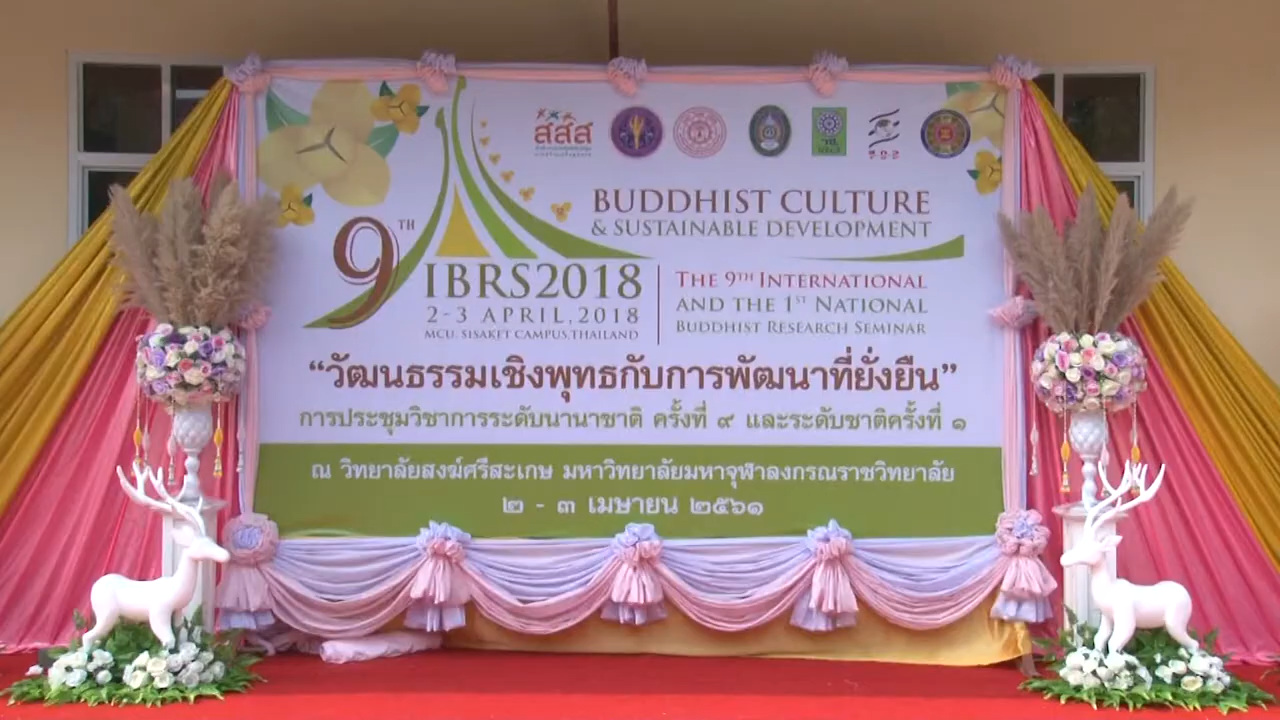 สสส
BUDDHIST CULTURE
& SUSTAINABLE DEVELOPMENT
9TH
IBRS2018
2-3 APRIL, 2018
MCU, SISAKET CAMPUS, THAILAND
THE 9TH INTERNATIONAL
AND THE 1ST NATIONAL
BUDDHIST RESEARCH SEMINAR
“วัฒนธรรมเชิงพุทธกับการพัฒนาที่ยั่งยืน”
การประชุมวิชาการระดับนานาชาติ ครั้งที่ ๙ และระดับชาติครั้งที่ ๑
ณ วิทยาลัยสงฆ์ศรีสะเกษ มหาวิทยาลัยมหาจุฬาลงกรณราชวิทยาลัย
๒ - ๓ เมษายน ๒๕๖๑